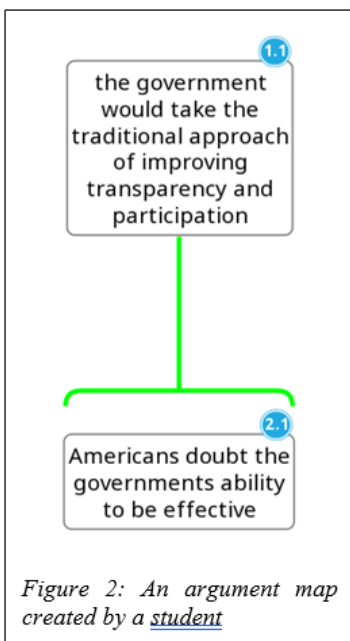 1.1
the government
would take the
traditional approach
of improving
transparency and
participation
2.1
Americans doubt the
governments ability
to be effective
Figure 2: An argument map
created by a student